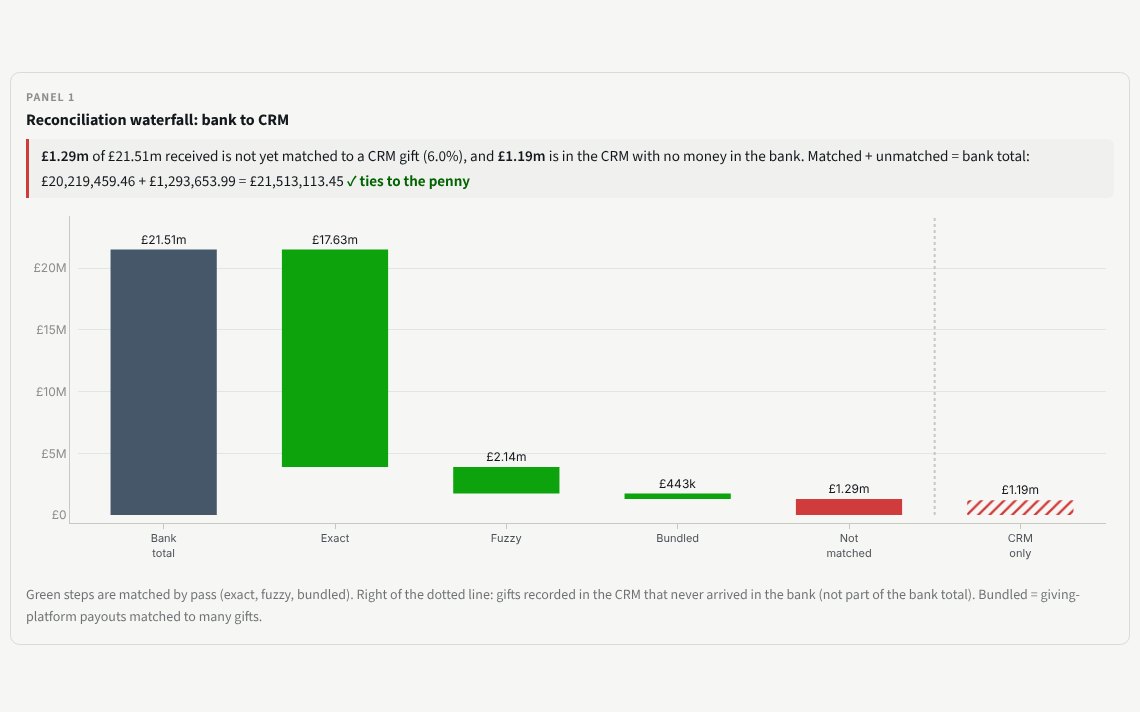 PANEL 1
Reconciliation waterfall: bank to CRM
£1.29m of £21.51m received is not yet matched to a CRM gift (6.0%), and £1.19m is in the CRM with no money in the bank. Matched + unmatched = bank total:
£20,219,459.46 + £1,293,653.99 = £21,513,113.45 ✓ ties to the penny
£21.51m
£17.63m
£2.14m
£443k
£1.29m
£1.19m
£20M
£15M
£10M
£5M
£0
Bank
total
Exact
Fuzzy
Bundled
Not
matched
CRM
only
Green steps are matched by pass (exact, fuzzy, bundled). Right of the dotted line: gifts recorded in the CRM that never arrived in the bank (not part of the bank total). Bundled = giving-
platform payouts matched to many gifts.